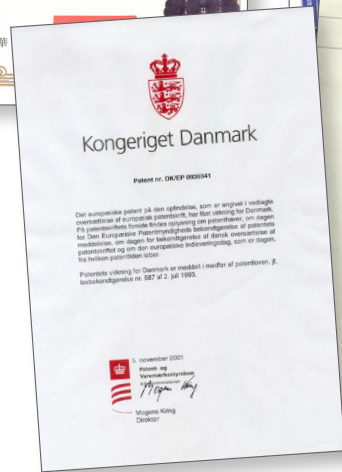 華
Kongeriget Danmark
Patent nr. DK/EP 0936941
Det europæiske patent på den opfindelse, som er angivet i vedlagte
oversættelse af europæisk patentskrift, har fået virkning for Danmark.
På patentskriftets forside findes oplysning om patenthaver, om dagen
for Den Europæiske Patentmyndigheds bekendtgørelse af patentets
meddelelse, om dagen for bekendtgørelse af dansk oversættelse af
patentskriftet og om den europæiske indleveringsdag, som er dagen,
fra hvilken patenttiden løber.
Patentets virkning for Danmark er meddelt i medfør af patentloven, jf.
lovbekendtgørelse nr. 587 af 2. juli 1993.
5. november 2001
Patent- og
Varemærkestyrelsen
Mogens Kring
Mogens Kring
Direktør